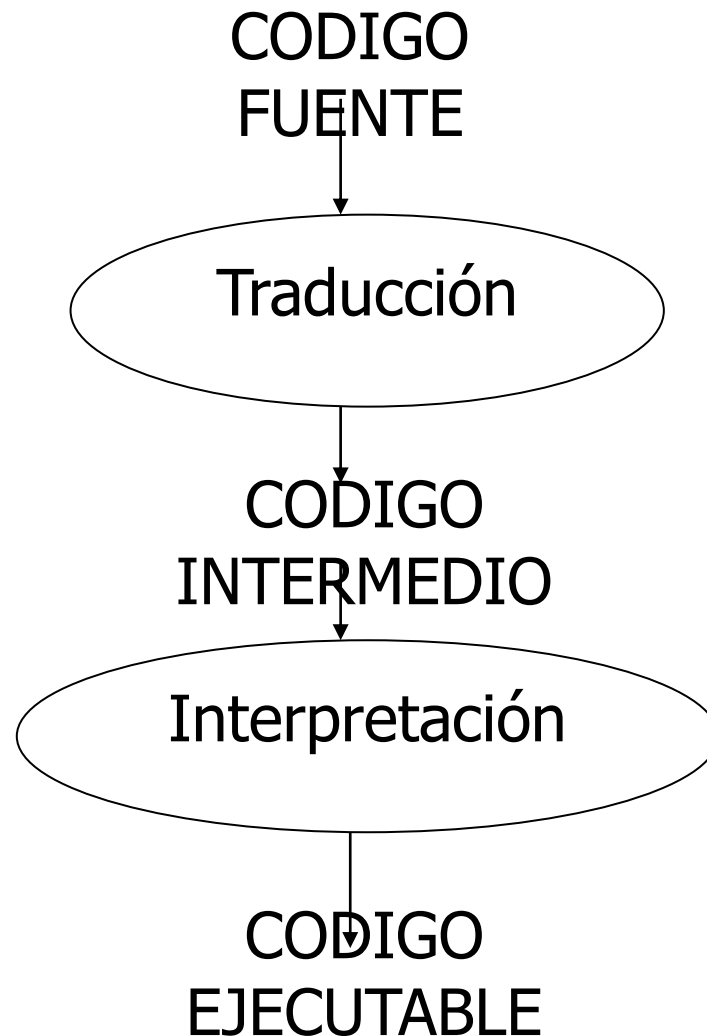 CODIGO
FUENTE
Traducción
CODIGO
INTERMEDIO
Interpretación
CODIGO
EJECUTABLE